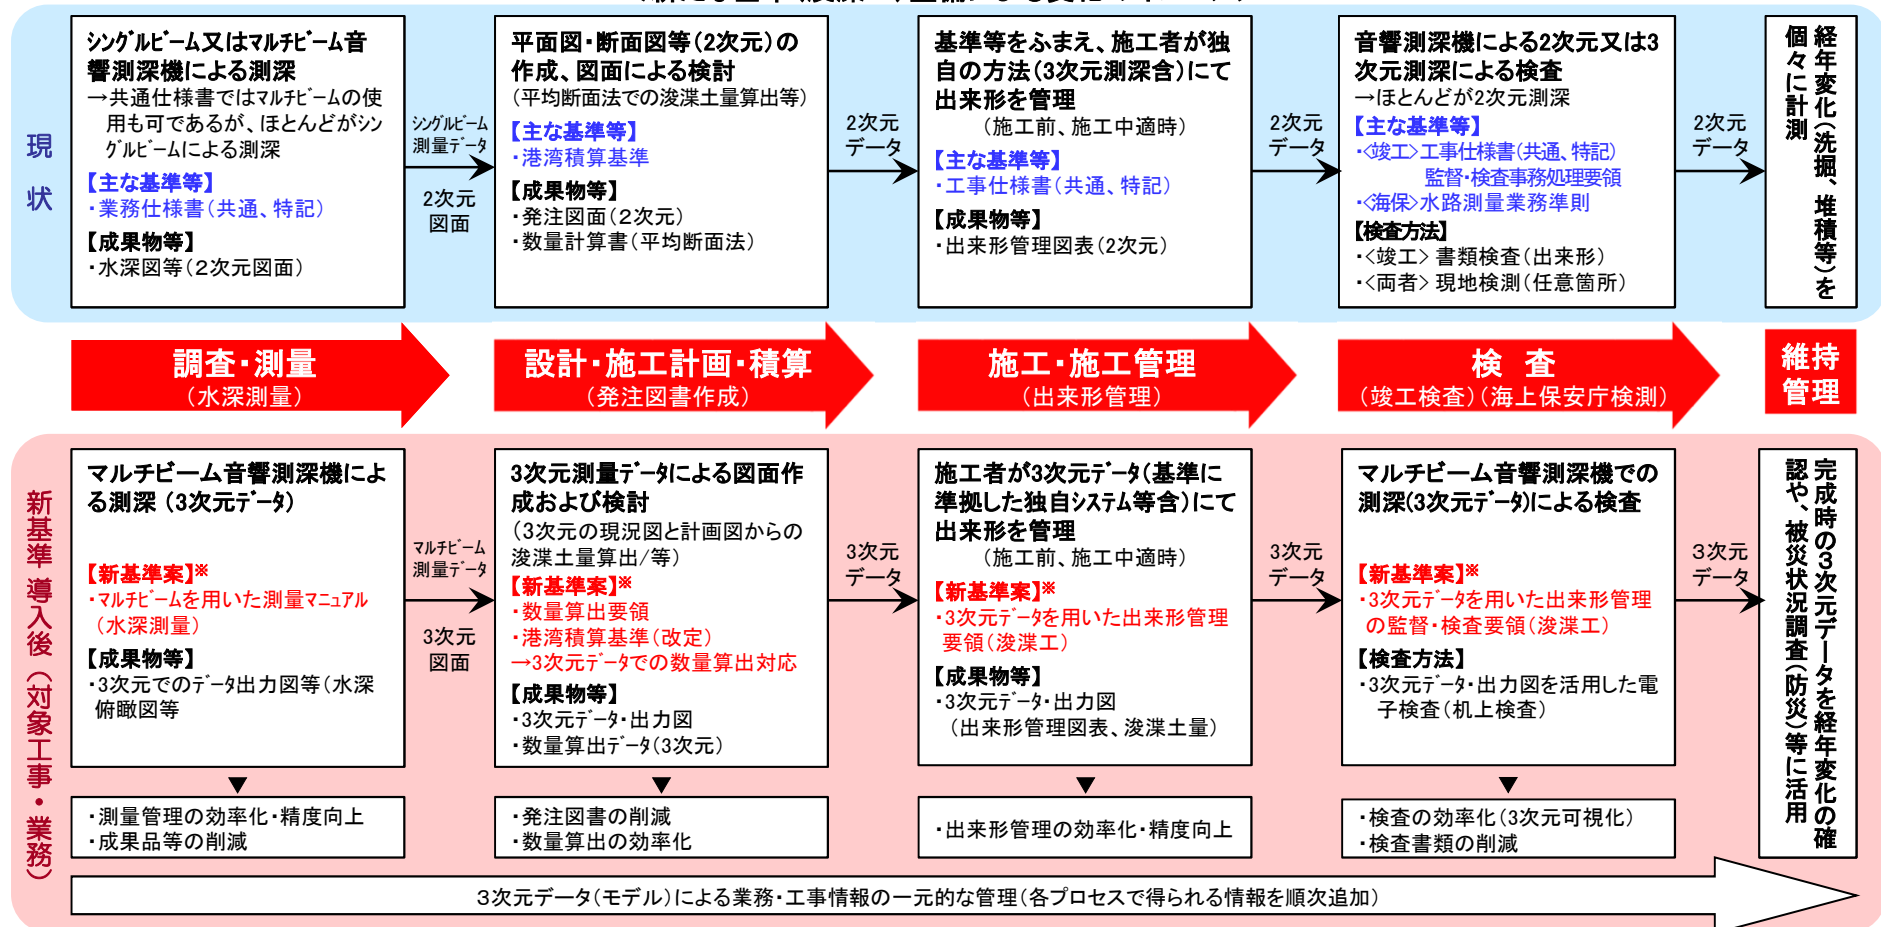 現状
シングルビーム又はマルチビーム音
響測深機による測深
→共通仕様書ではマルチビームの使
用も可であるが、ほとんどがシン
グルビームによる測深
【主な基準等】
・業務仕様書(共通、特記)
【成果物等】
・水深図等(2次元図面)
シングルビーム
測量データ
2次元
図面
平面図・断面図等(2次元)の
作成、図面による検討
(平均断面法での浚渫土量算出等)
【主な基準等】
・港湾積算基準
【成果物等】
・発注図面(2次元)
・数量計算書(平均断面法)
2次元
データ
基準等をふまえ、施工者が独
自の方法(3次元測深含)にて
出来形を管理
(施工前、施工中適時)
【主な基準等】
・工事仕様書(共通、特記)
【成果物等】
・出来形管理図表(2次元)
2次元
データ
音響測深機による2次元又は3
次元測深による検査
→ほとんどが2次元測深
【主な基準等】
・<竣工>工事仕様書(共通、特記)
監督・検査事務処理要領
・<海保>水路測量業務準則
【検査方法】
・<竣工> 書類検査(出来形)
・<両者> 現地検測(任意箇所)
2次元
データ
経年変化(洗掘、堆積等)を
個々に計測
調査・測量
(水深測量)
設計・施工計画・積算
(発注図書作成)
施工・施工管理
(出来形管理)
検 査
(竣工検査)(海上保安庁検測)
維持
管理
新基準 導入後(対象工事・業務)
マルチビーム音響測深機によ
る測深(3次元データ)
【新基準案】※
・マルチビームを用いた測量マニュアル
(水深測量)
【成果物等】
・3次元でのデータ出力図等(水深
俯瞰図等
マルチビーム
測量データ
3次元
図面
3次元測量データによる図面作
成および検討
(3次元の現況図と計画図からの
浚渫土量算出/等)
【新基準案】※
・数量算出要領
・港湾積算基準(改定)
→3次元データでの数量算出対応
【成果物等】
・3次元データ・出力図
・数量算出データ(3次元)
3次元
データ
施工者が3次元データ(基準に
準拠した独自システム等含)にて
出来形を管理
(施工前、施工中適時)
【新基準案】※
・3次元データを用いた出来形管理
要領(浚渫工)
【成果物等】
・3次元データ・出力図
(出来形管理図表、浚渫土量)
3次元
データ
マルチビーム音響測深機での
測深(3次元データ)による検査
【新基準案】※
・3次元データを用いた出来形管理
の監督・検査要領(浚渫工)
【検査方法】
・3次元データ・出力図を活用した電
子検査(机上検査)
3次元
データ
完成時の3次元データを経年変化の確
認や、被災状況調査(防災)等に活用
・測量管理の効率化・精度向上
・成果品等の削減
・発注図書の削減
・数量算出の効率化
・出来形管理の効率化・精度向上
・検査の効率化(3次元可視化)
・検査書類の削減
3次元データ(モデル)による業務・工事情報の一元的な管理(各プロセスで得られる情報を順次追加)